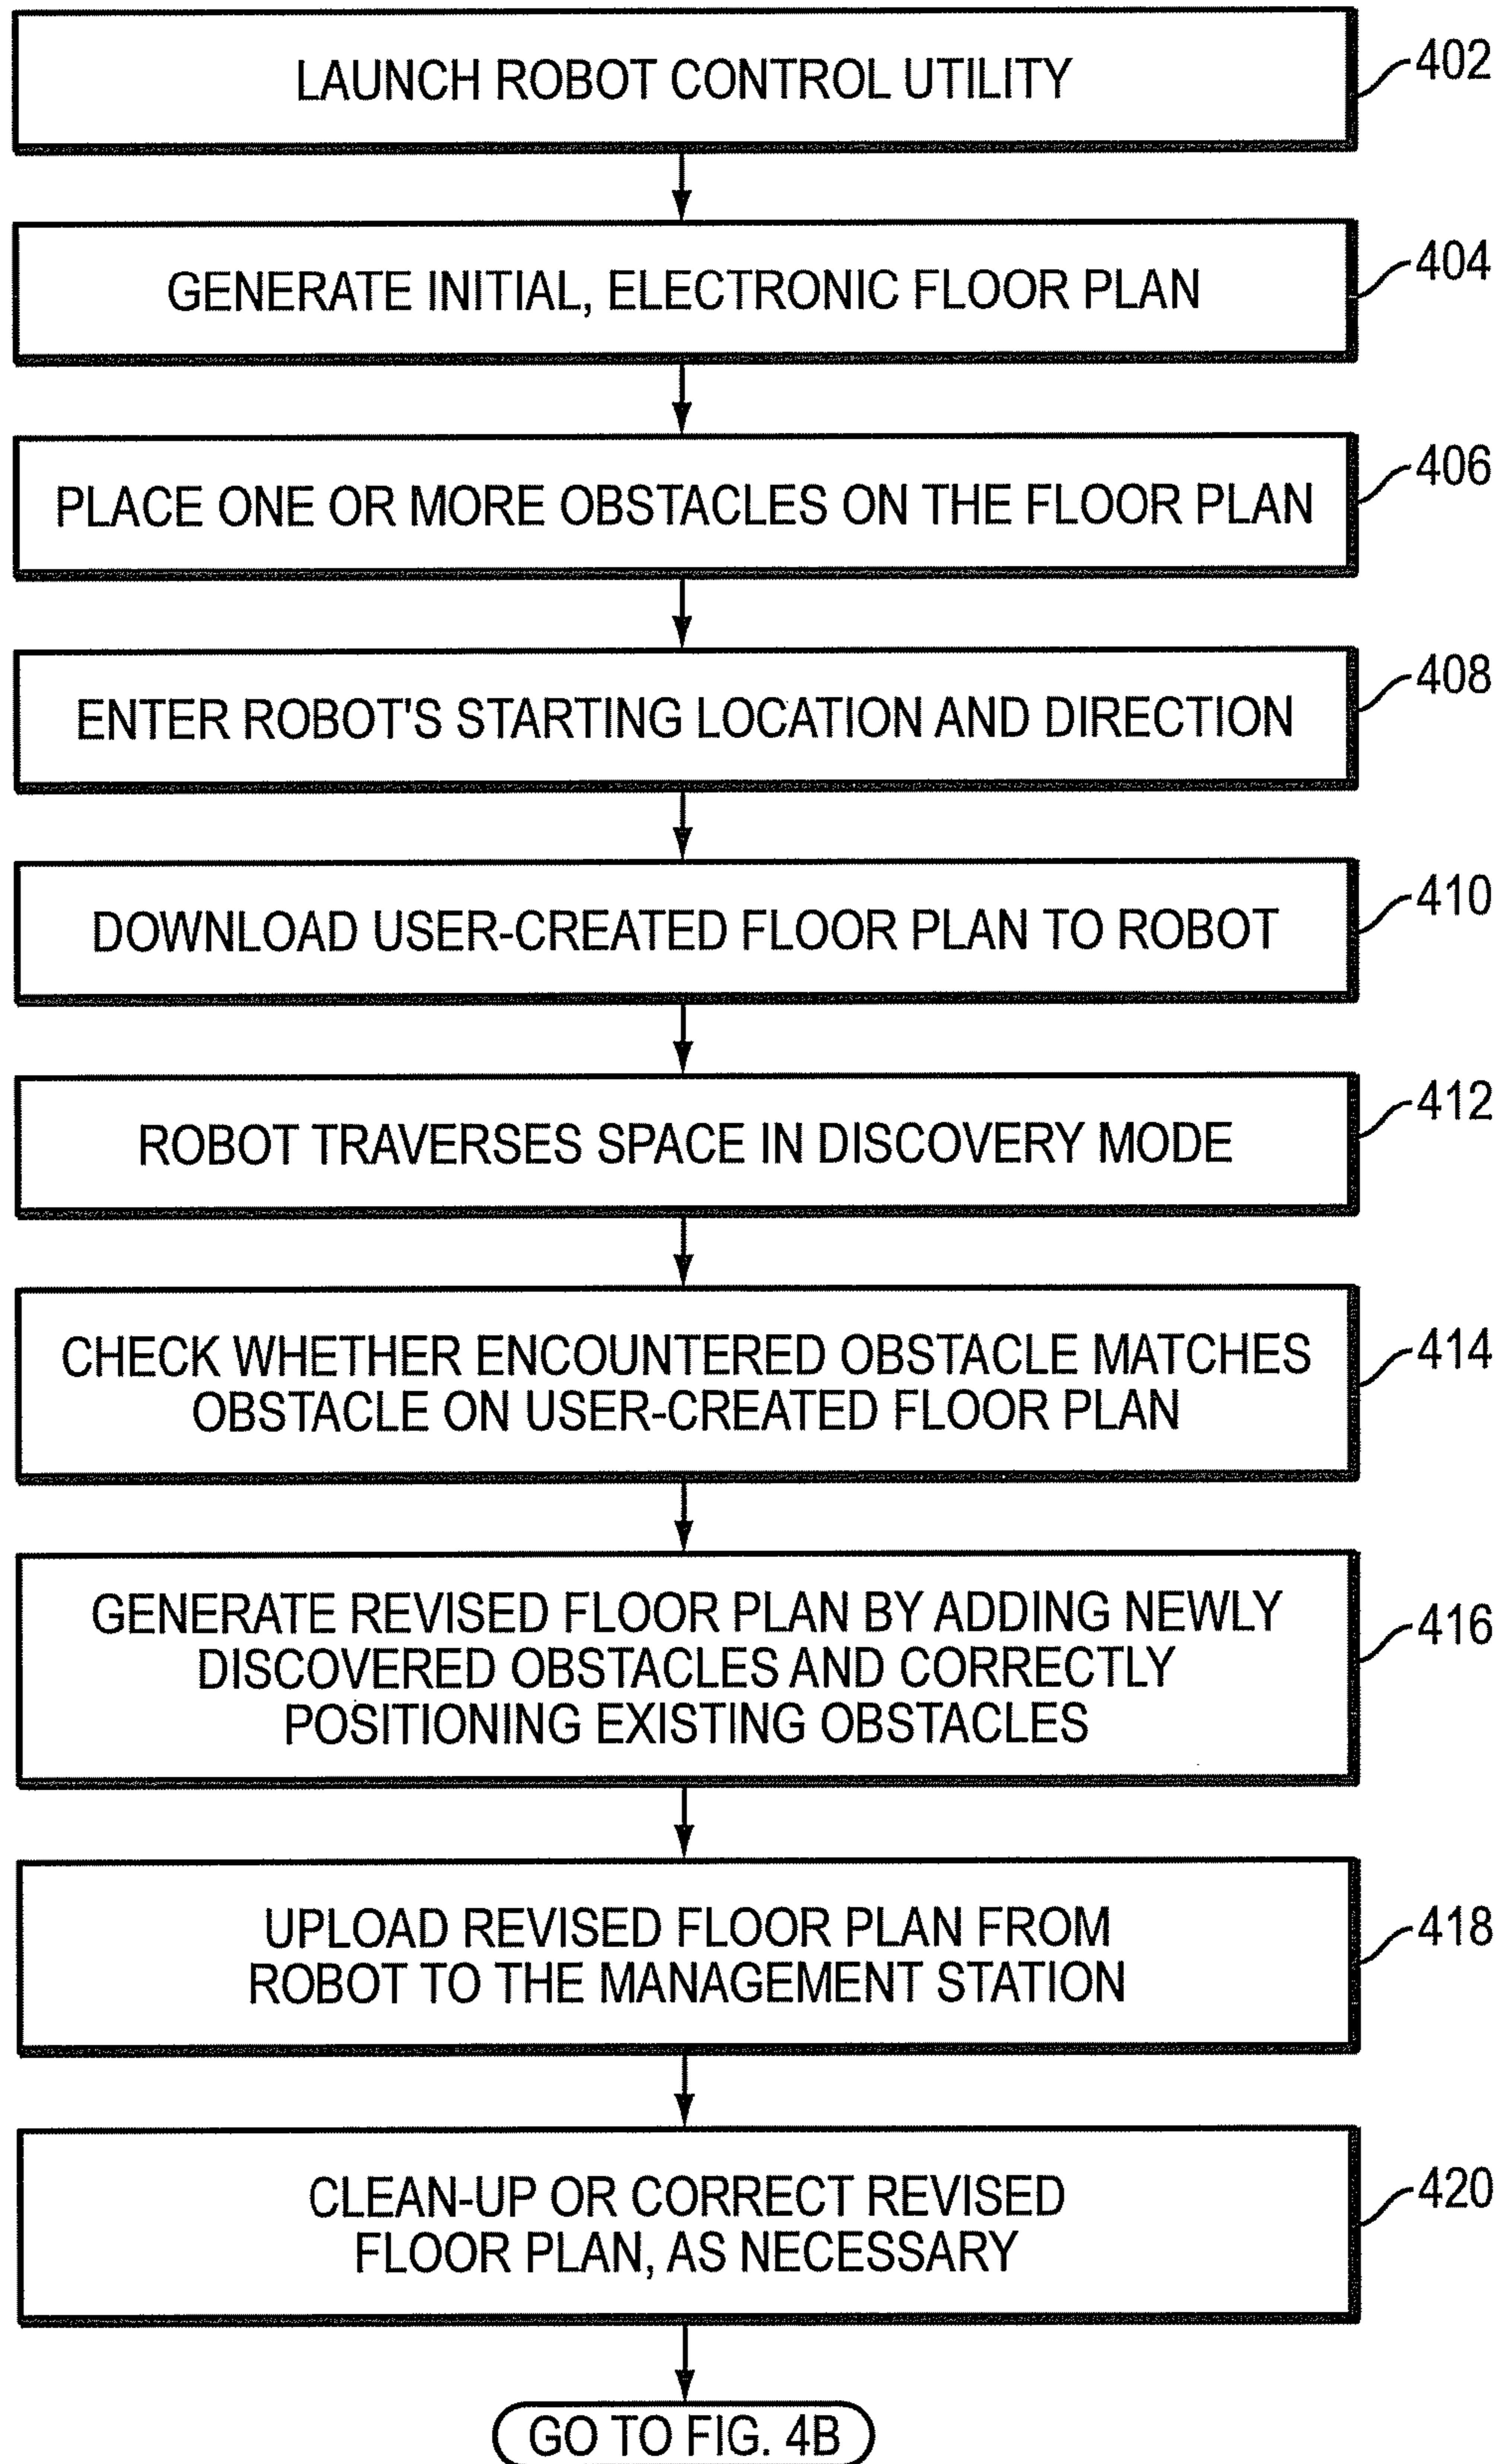 LAUNCH ROBOT CONTROL UTILITY
402
GENERATE INITIAL, ELECTRONIC FLOOR PLAN
404
PLACE ONE OR MORE OBSTACLES ON THE FLOOR PLAN
406
ENTER ROBOT'S STARTING LOCATION AND DIRECTION
408
DOWNLOAD USER-CREATED FLOOR PLAN TO ROBOT
410
ROBOT TRAVERSES SPACE IN DISCOVERY MODE
412
CHECK WHETHER ENCOUNTERED OBSTACLE MATCHES
OBSTACLE ON USER-CREATED FLOOR PLAN
414
GENERATE REVISED FLOOR PLAN BY ADDING NEWLY
DISCOVERED OBSTACLES AND CORRECTLY
POSITIONING EXISTING OBSTACLES
416
UPLOAD REVISED FLOOR PLAN FROM
ROBOT TO THE MANAGEMENT STATION
418
CLEAN-UP OR CORRECT REVISED
FLOOR PLAN, AS NECESSARY
420
GO TO FIG. 4B